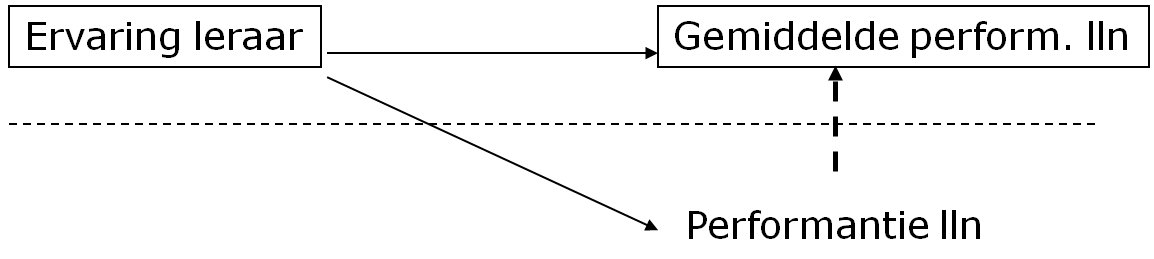 Ervaring leraar
Gemiddelde perform. lln
Performantie lln